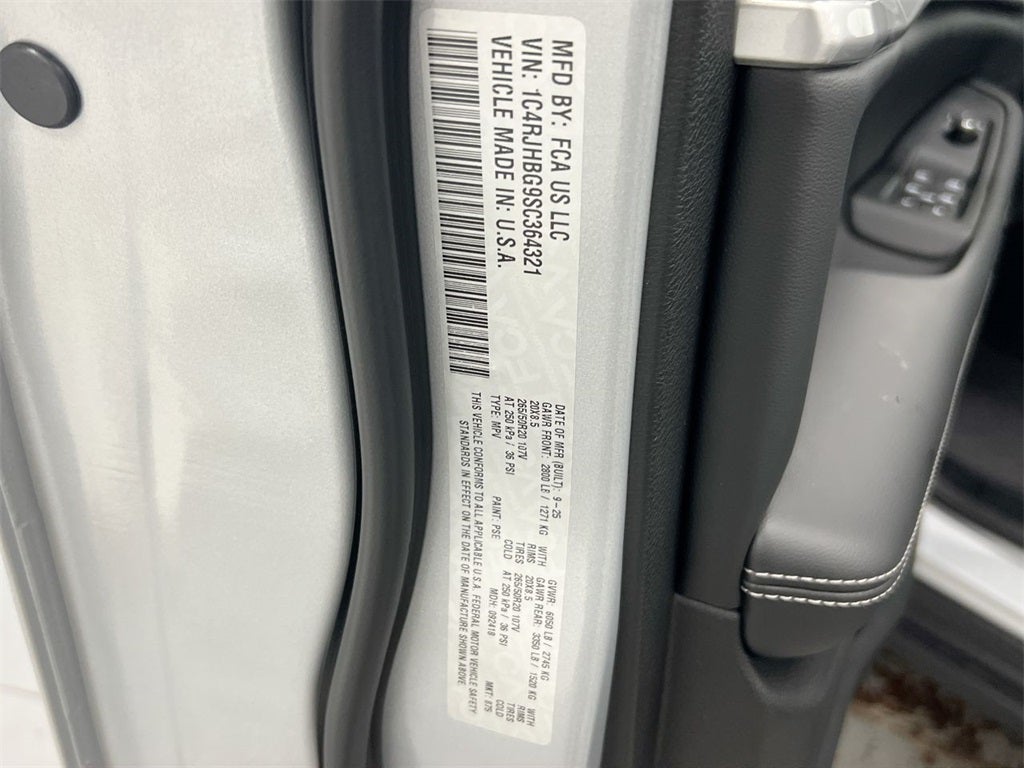 MFD BY: FCA US LLC
VIN: 1C4RJHBG9SC364321
VEHICLE MADE IN: U.S.A.
DATE OF MFR (BUILT): 9-25 GVWR: 6050 LB / 2745 KG
GAWR FRONT: 2800 LB / 1271 KG WITH GAWR REAR: 3350 LB / 1520 KG WITH
20X8.5 RIMS 20X8.5 RIMS
265/50R20 107V TIRES 265/50R20 107V TIRES
AT 250 kPa / 36 PSI COLD AT 250 kPa / 36 PSI COLD
TYPE: MPV PAINT: PSE MDH: 092418 MKT: 875
THIS VEHICLE CONFORMS TO ALL APPLICABLE U.S.A. FEDERAL MOTOR VEHICLE SAFETY
STANDARDS IN EFFECT ON THE DATE OF MANUFACTURE SHOWN ABOVE.